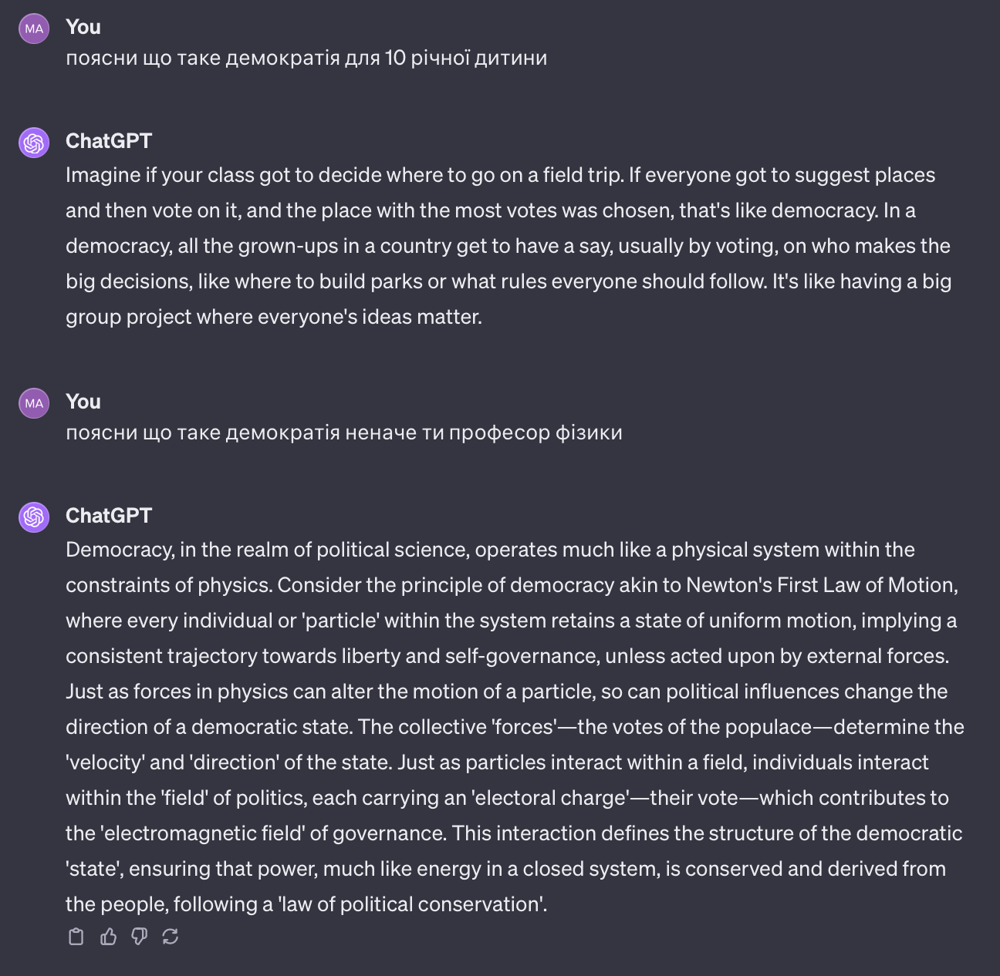 MA
You
поясни що таке демократія для 10 річної дитини
ChatGPT
Imagine if your class got to decide where to go on a field trip. If everyone got to suggest places
and then vote on it, and the place with the most votes was chosen, that's like democracy. In a
democracy, all the grown-ups in a country get to have a say, usually by voting, on who makes the
big decisions, like where to build parks or what rules everyone should follow. It's like having a big
group project where everyone's ideas matter.
MA
You
поясни що таке демократія неначе ти професор фізики
ChatGPT
Democracy, in the realm of political science, operates much like a physical system within the
constraints of physics. Consider the principle of democracy akin to Newton's First Law of Motion,
where every individual or 'particle' within the system retains a state of uniform motion, implying a
consistent trajectory towards liberty and self-governance, unless acted upon by external forces.
Just as forces in physics can alter the motion of a particle, so can political influences change the
direction of a democratic state. The collective 'forces'—the votes of the populace—determine the
'velocity' and 'direction' of the state. Just as particles interact within a field, individuals interact
within the 'field' of politics, each carrying an 'electoral charge'—their vote—which contributes to
the 'electromagnetic field' of governance. This interaction defines the structure of the democratic
'state', ensuring that power, much like energy in a closed system, is conserved and derived from
the people, following a 'law of political conservation'.